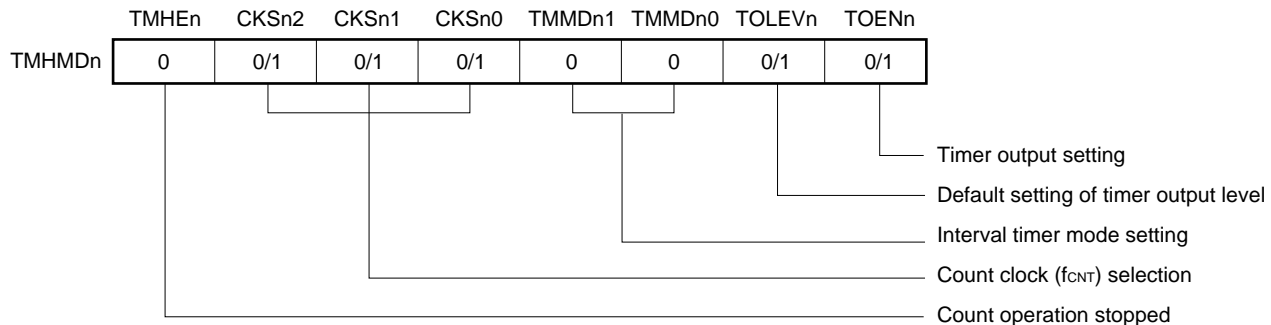 TMHEn CKSn2 CKSn1 CKSn0 TMMDn1 TMMDn0 TOLEVn TOENn
TMHMDn 0 0/1 0/1 0/1 0 0 0/1 0/1
Timer output setting
Default setting of timer output level
Interval timer mode setting
Count clock (fCNT) selection
Count operation stopped